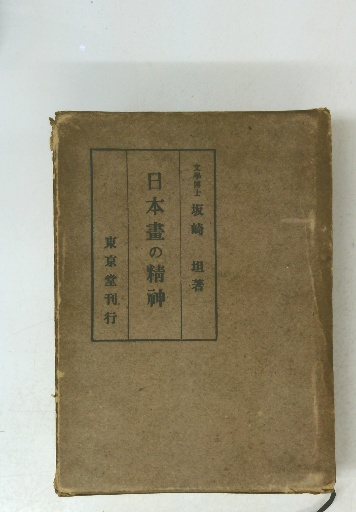 文學博士 坂崎 坦著
日本畫の精神
東京堂刊行